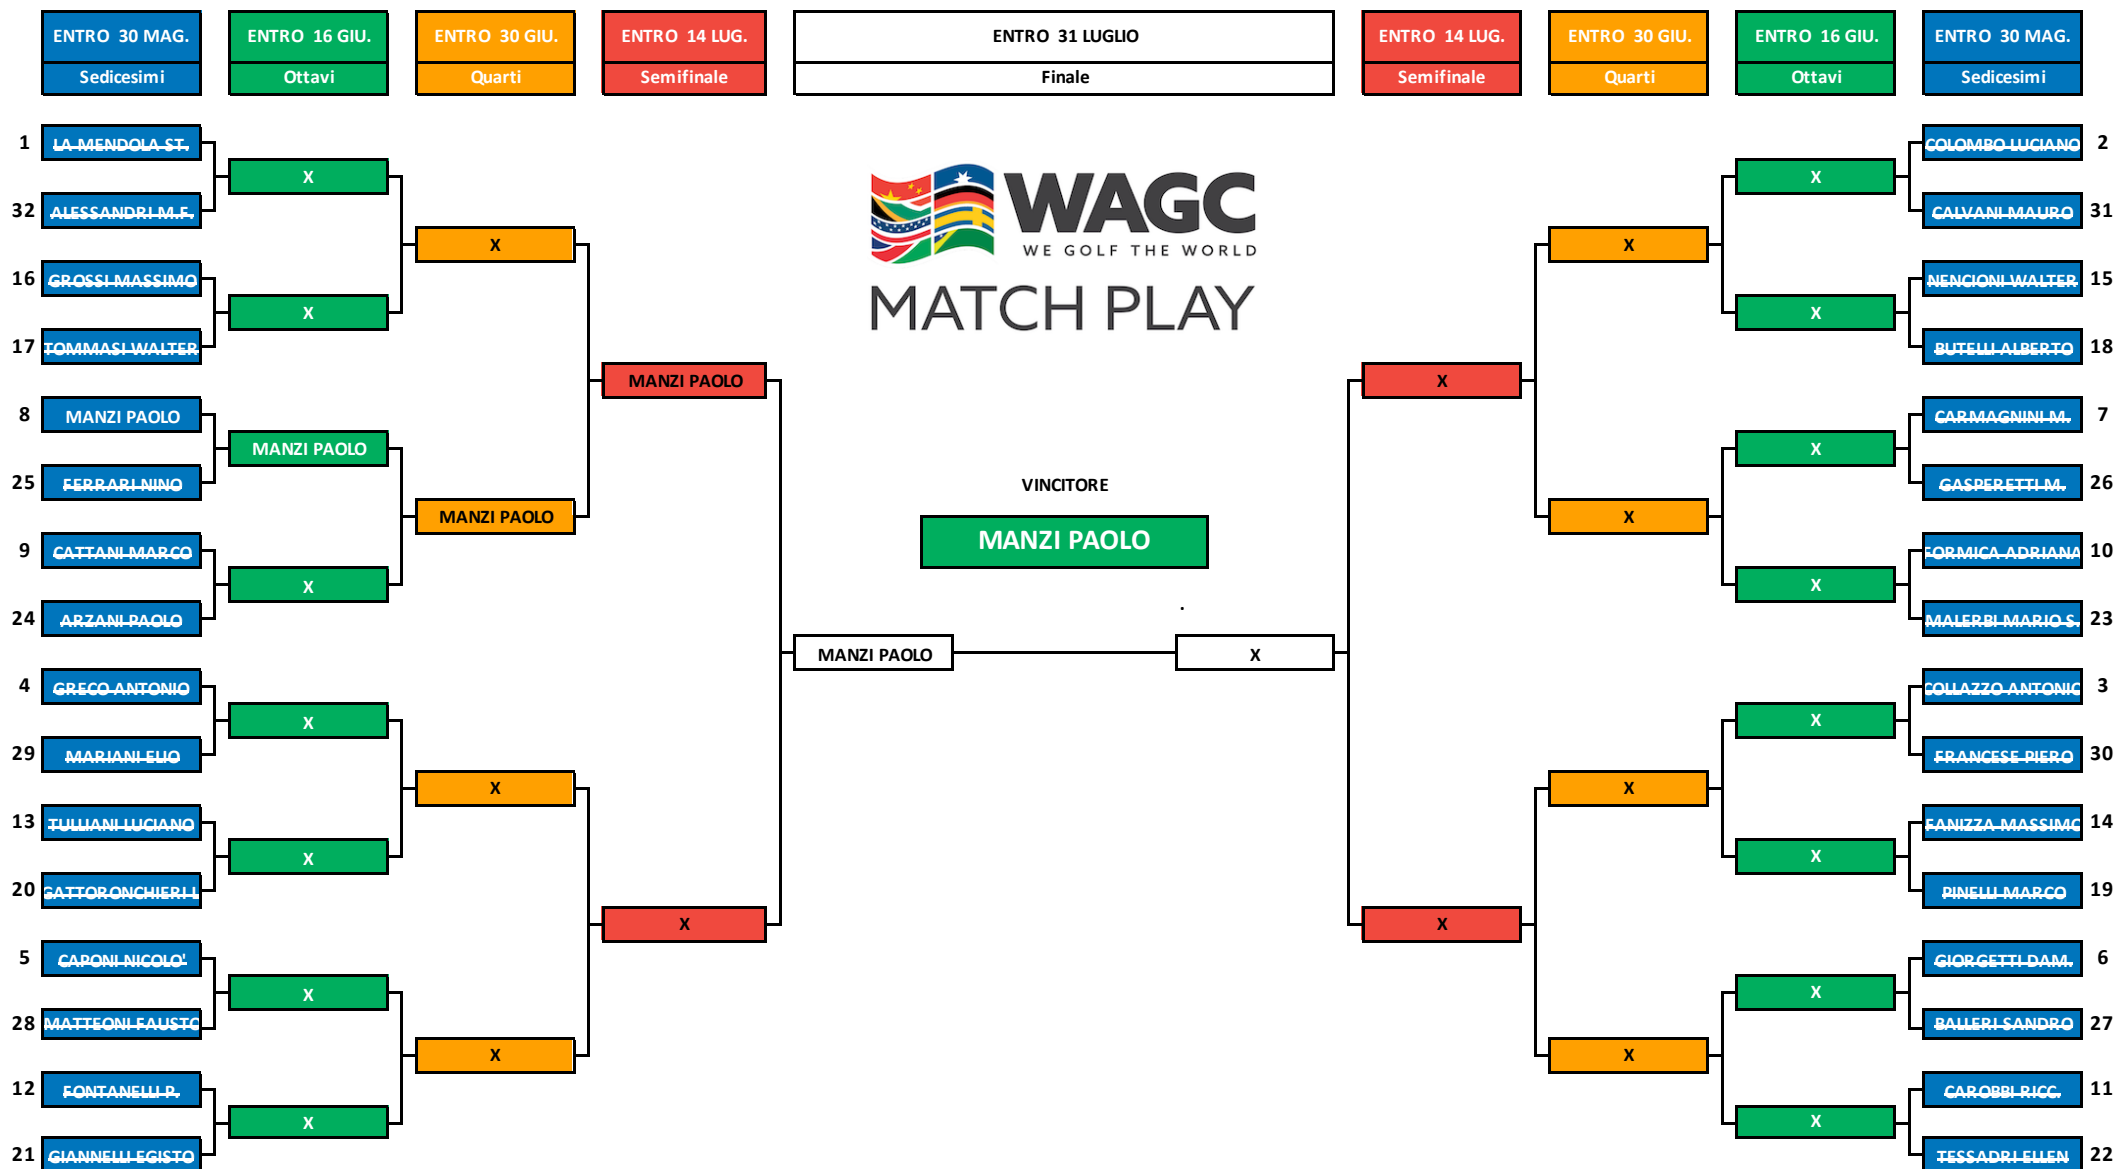 ENTRO 30 MAG. ENTRO 16 GIU. ENTRO 30 GIU. ENTRO 14 LUG. ENTRO 31 LUGLIO ENTRO 14 LUG. ENTRO 30 GIU. ENTRO 16 GIU. ENTRO 30 MAG.
Sedicesimi Ottavi Quarti Semifinale Finale Semifinale Quarti Ottavi Sedicesimi
1 LA MENDOLA ST. COLOMBO LUCIANO 2
X X
32 ALESSANDRI M.F. CALVANI MAURO 31
WAGC
X X
WE GOLF THE WORLD
16 GROSSI MASSIMO NENCIONI WALTER 15
MATCH PLAY
X X
17 TOMMASI WALTER BUTELLI ALBERTO 18
MANZI PAOLO X
8 MANZI PAOLO CARMAGNINI M. 7
MANZI PAOLO X
25 FERRARI NINO VINCITORE GASPERETTI M. 26
MANZI PAOLO X
MANZI PAOLO
9 CATTANI MARCO FORMICA ADRIANA 10
X X
.
24 ARZANI PAOLO MALERBI MARIO S. 23
MANZI PAOLO X
4 GRECO ANTONIO COLLAZZO ANTONIO 3
X X
29 MARIANI ELIO FRANCESE PIERO 30
X X
13 TULLIANI LUCIANO FANIZZA MASSIMO 14
X X
20 GATTORONCHIERI L PINELLI MARCO 19
X X
5 CAPONI NICOLO' GIORGETTI DAM. 6
X X
28 MATTEONI FAUSTO BALLERI SANDRO 27
X X
12 FONTANELLI P. CAROBBI RICC. 11
X X
21 GIANNELLI EGISTO TESSADRI ELLEN 22